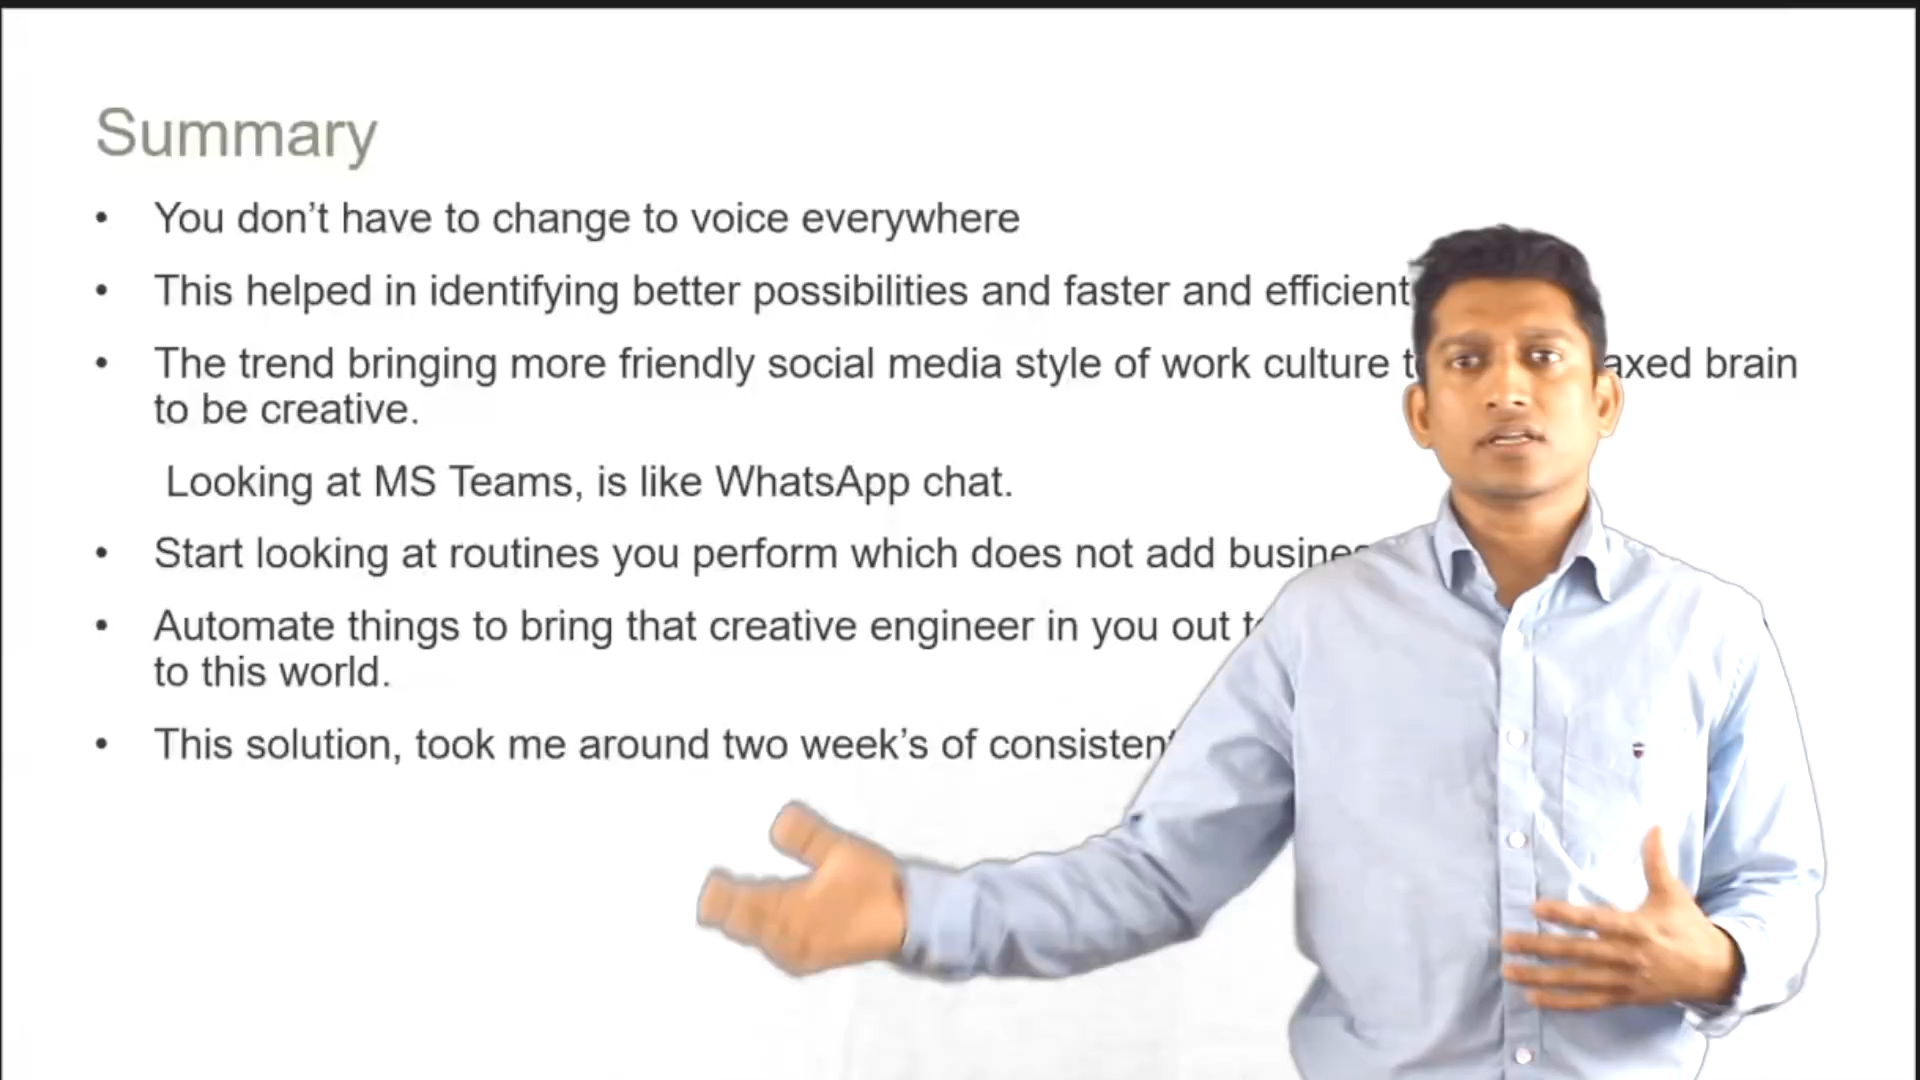 Summary
• You don’t have to change to voice everywhere
• This helped in identifying better possibilities and faster and efficient
• The trend bringing more friendly social media style of work culture brain
to be creative.
Looking at MS Teams, is like WhatsApp chat.
• Start looking at routines you perform which does not add
• Automate things to bring that creative engineer in you out
to this world.
• This solution, took me around two week’s of